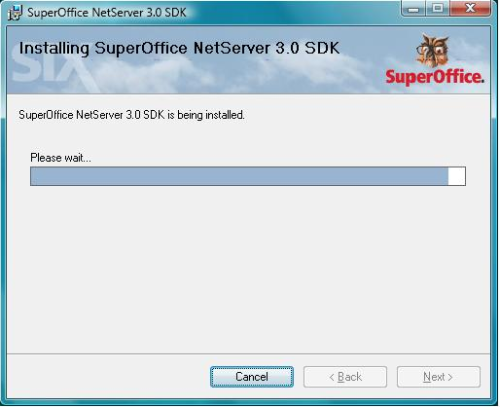 SuperOffice NetServer 3.0 SDK
Installing SuperOffice NetServer 3.0 SDK
SIX
SuperOffice.
SuperOffice NetServer 3.0 SDK is being installed.
Please wait...
Cancel
< Back
Next >